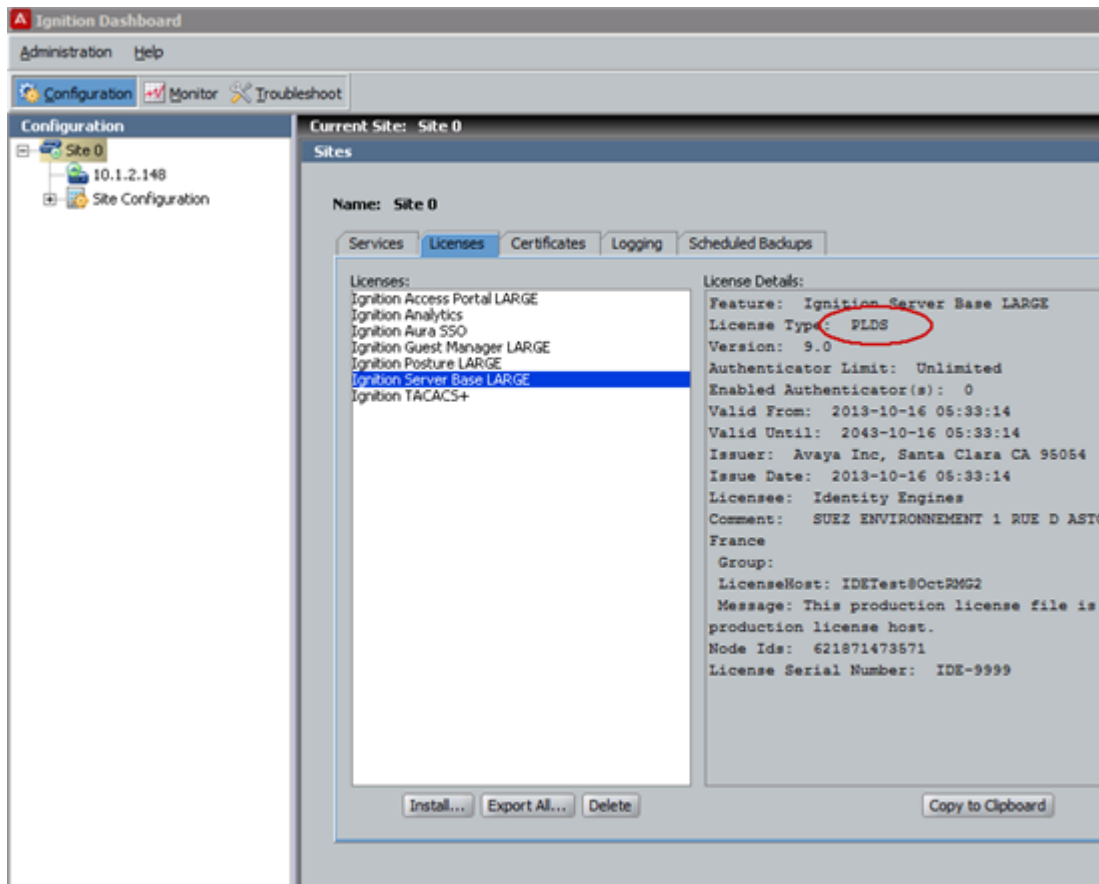 Ignition Dashboard
Administration Help
Configuration Monitor Troubleshoot
Configuration
Site 0
10.1.2.148
Site Configuration
Current Site: Site 0
Sites
Name: Site 0
Services Licenses Certificates Logging Scheduled Backups
Licenses:
Ignition Access Portal LARGE
Ignition Analytics
Ignition Aura SSO
Ignition Guest Manager LARGE
Ignition Posture LARGE
Ignition Server Base LARGE
Ignition TACACS+
Install... Export All... Delete
License Details:
Feature: Ignition Server Base LARGE
License Type: PLDS
Version: 9.0
Authenticator Limit: Unlimited
Enabled Authenticator(s): 0
Valid From: 2013-10-16 05:33:14
Valid Until: 2043-10-16 05:33:14
Issuer: Avaya Inc, Santa Clara CA 95054
Issue Date: 2013-10-16 05:33:14
Licensee: Identity Engines
Comment: SUEZ ENVIRONNEMENT 1 RUE D
France
Group:
LicenseHost: IDETest8OctRMG2
Message: This production license file is
production license host.
Node Ids: 621871473571
License Serial Number: IDE-9999
Copy to Clipboard